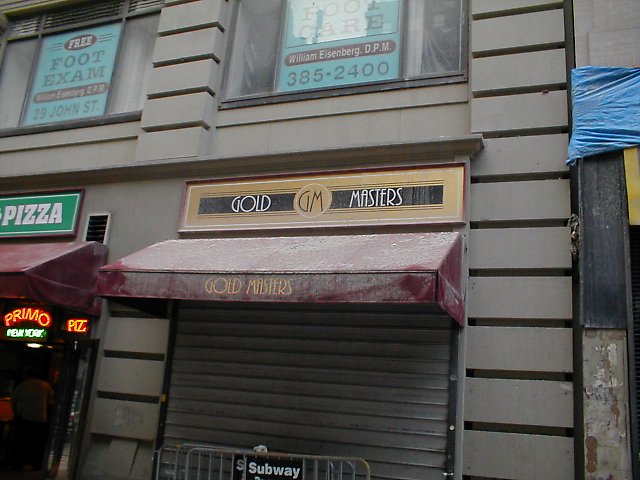 FREE
FOOT
EXAM
William Eisenberg, D.P.M.
29 JOHN ST.
FOOT
CARE
William Eisenberg, D.P.M.
385-2400
PIZZA
GOLD GM MASTERS
GOLD MASTERS
PRIMO
NEW YORK
PIZ
Subway